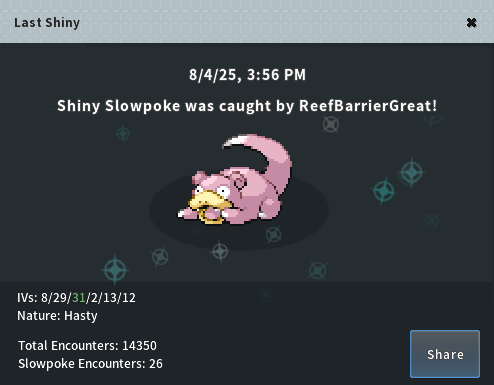 Last Shiny
8/4/25, 3:56 PM
Shiny Slowpoke was caught by ReefBarrierGreat!
IVs: 8/29/31/2/13/12
Nature: Hasty
Total Encounters: 14350
Slowpoke Encounters: 26
Share